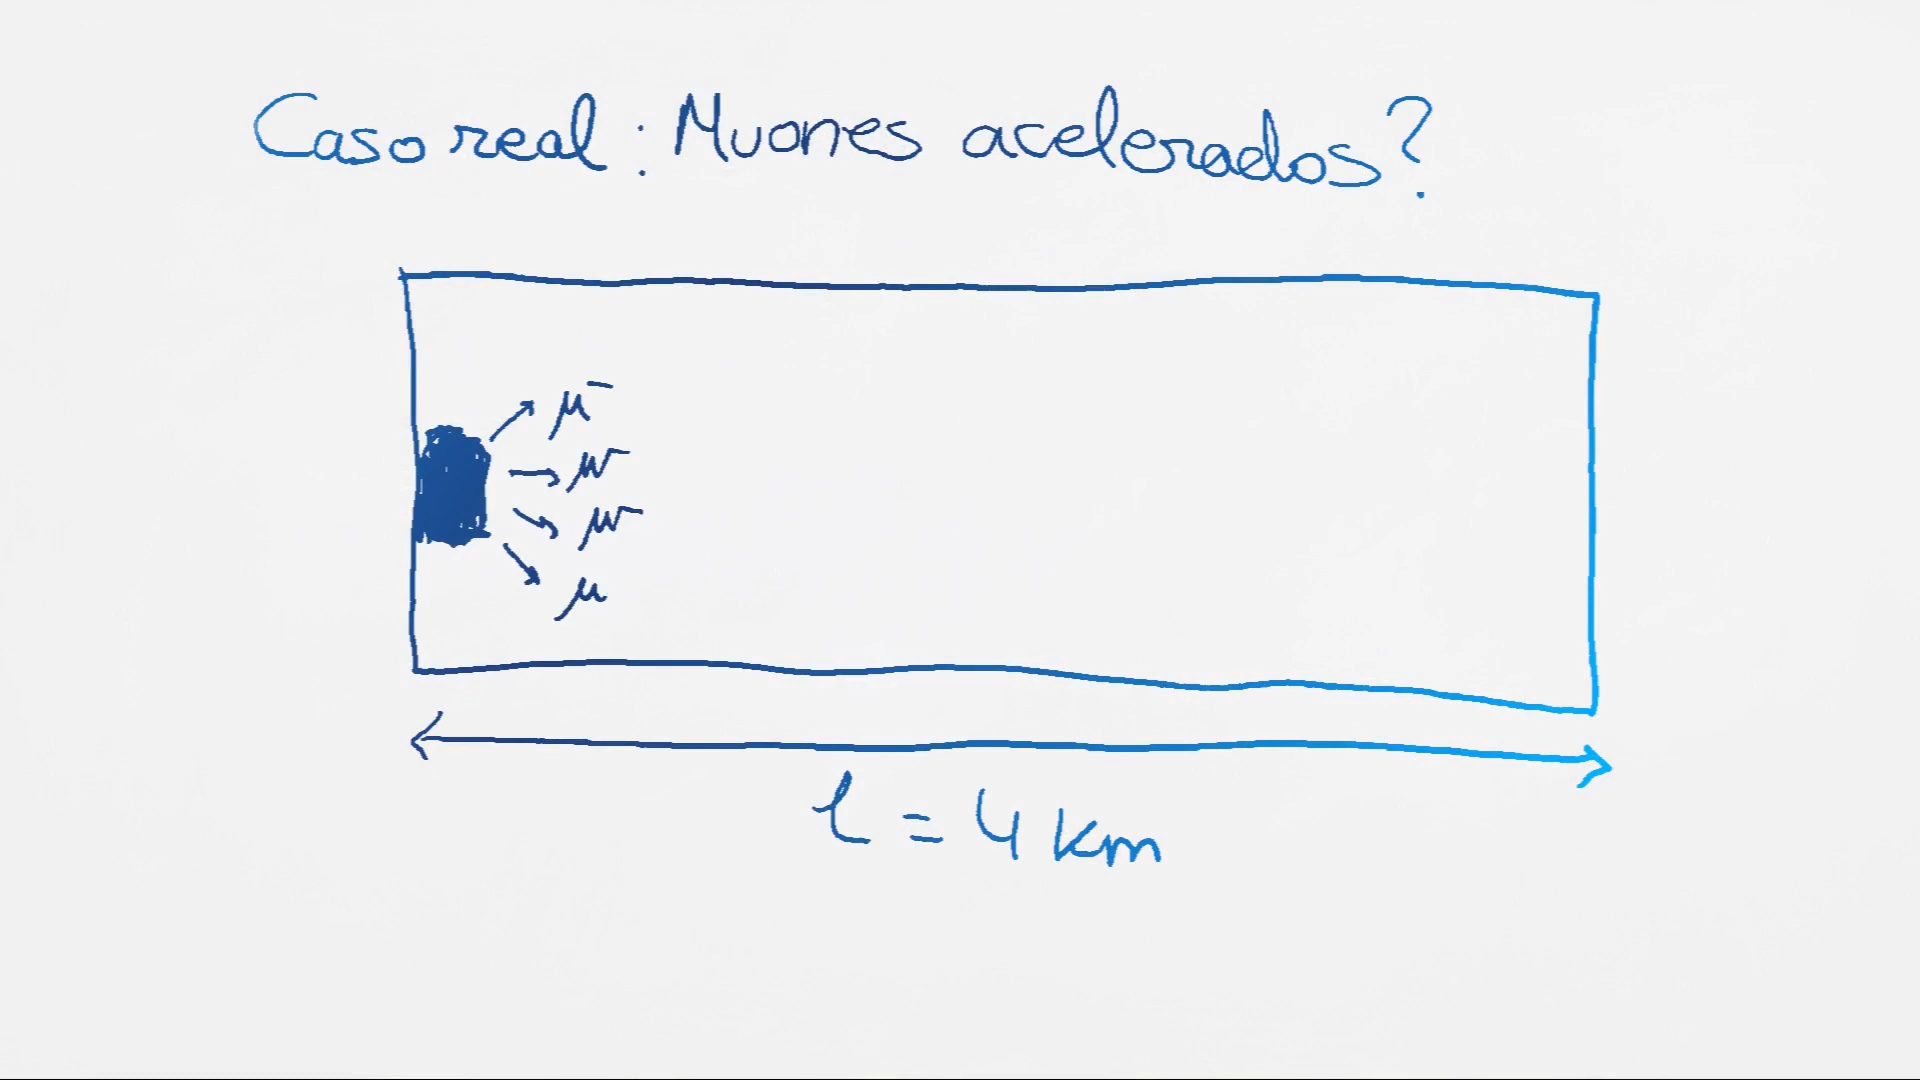 Caso real: Muones acelerados?
μ⁻
μ⁻
μ⁻
μ
l = 4 km